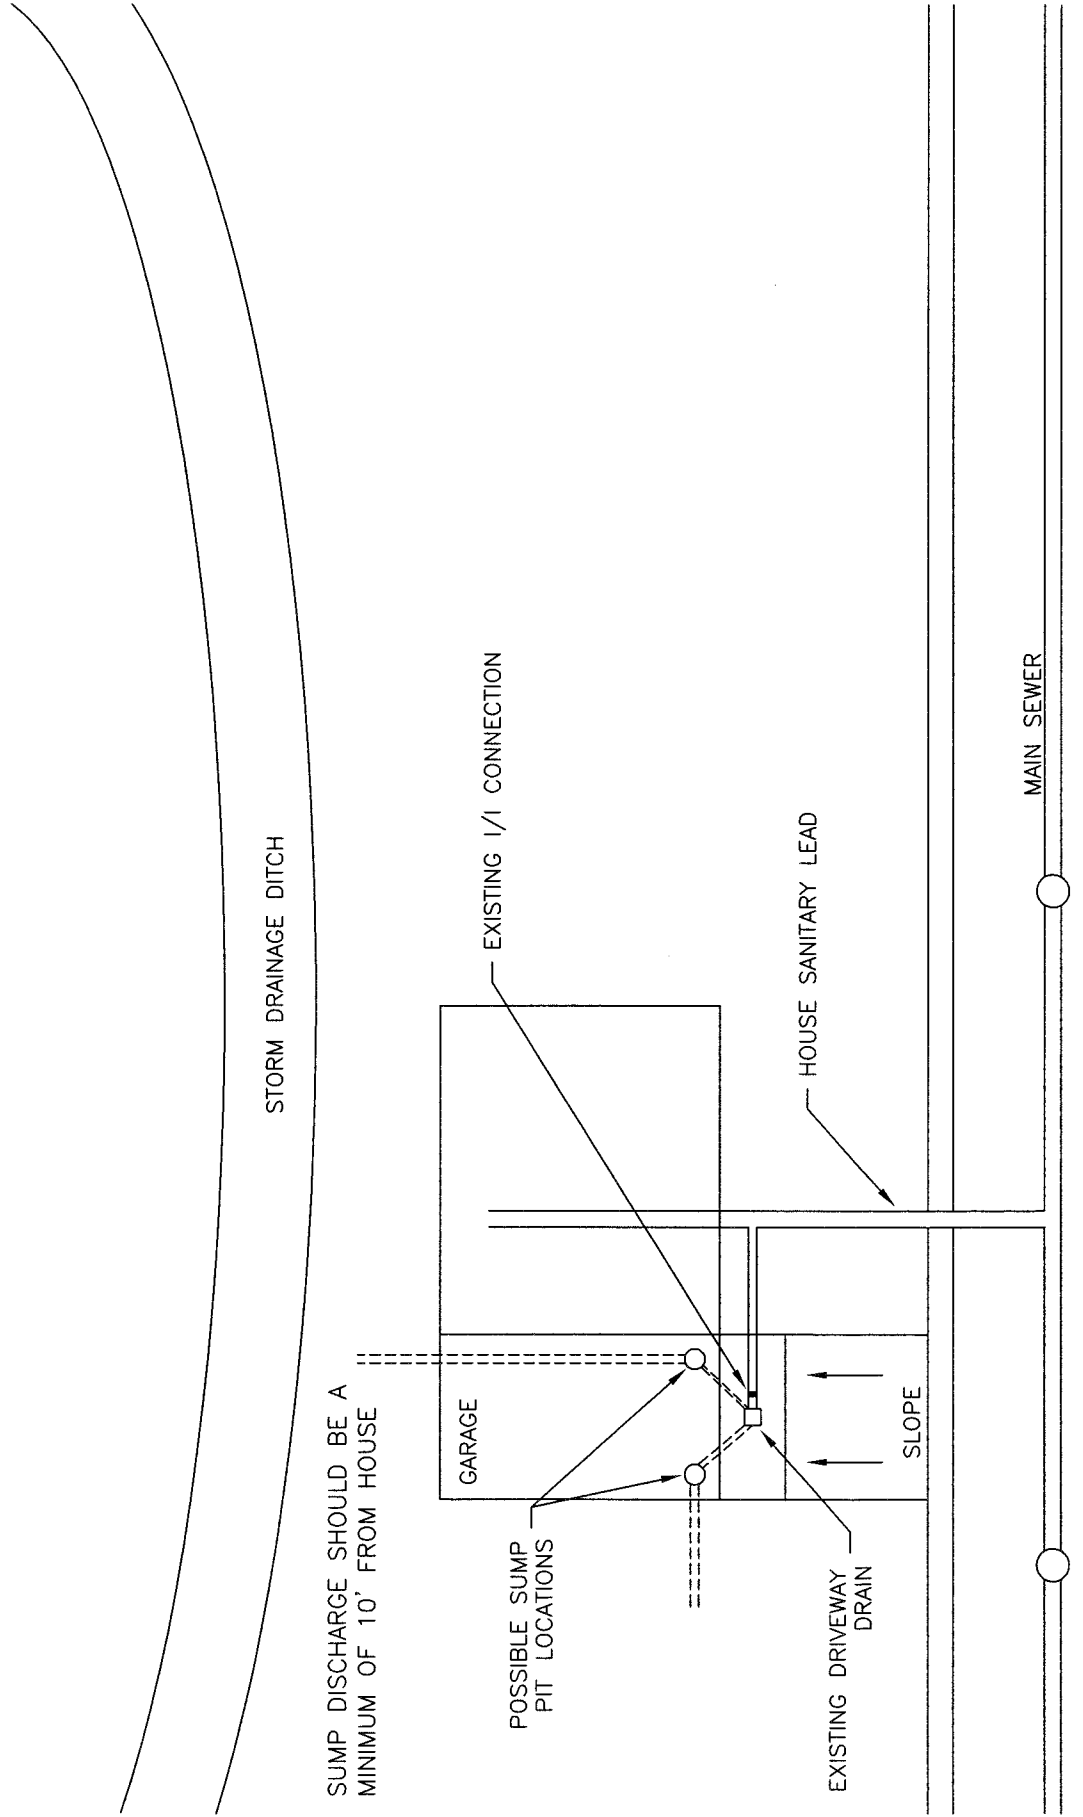 STORM DRAINAGE DITCH
SUMP DISCHARGE SHOULD BE A
MINIMUM OF 10' FROM HOUSE
GARAGE
EXISTING I/I CONNECTION
POSSIBLE SUMP
PIT LOCATIONS
HOUSE SANITARY LEAD
EXISTING DRIVEWAY
DRAIN
SLOPE
MAIN SEWER